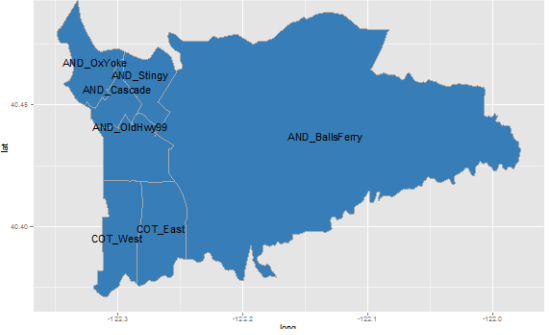 AND_OxYoke
AND_Stingy
AND_Cascade
AND_OldHwy99
AND_BallsFerry
COT_East
COT_West
40.45
40.40
lat
-122.3
-122.2
-122.1
-122.0
long